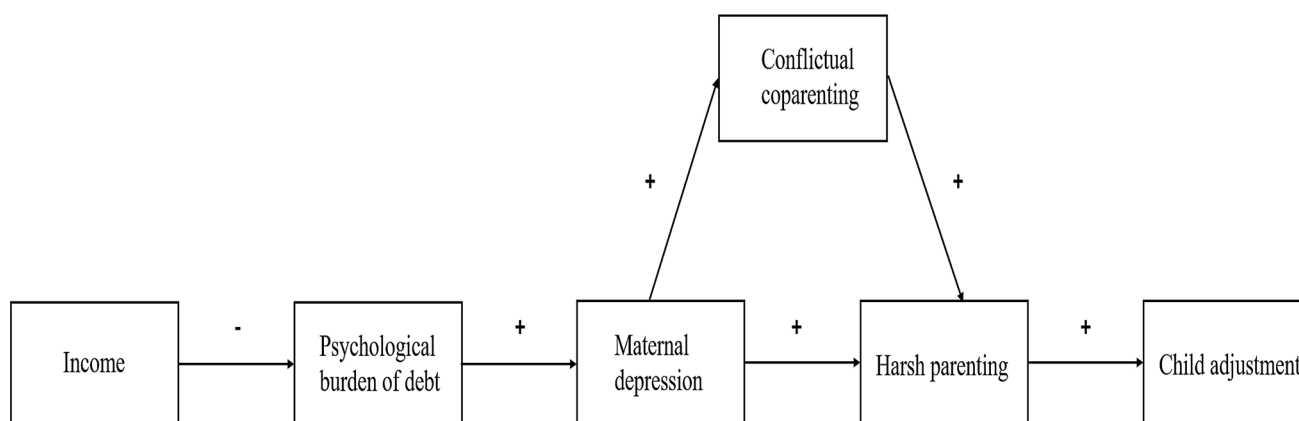 Conflictual
coparenting
+
+
Income
-
Psychological
burden of debt
+
Maternal
depression
+
Harsh parenting
+
Child adjustment